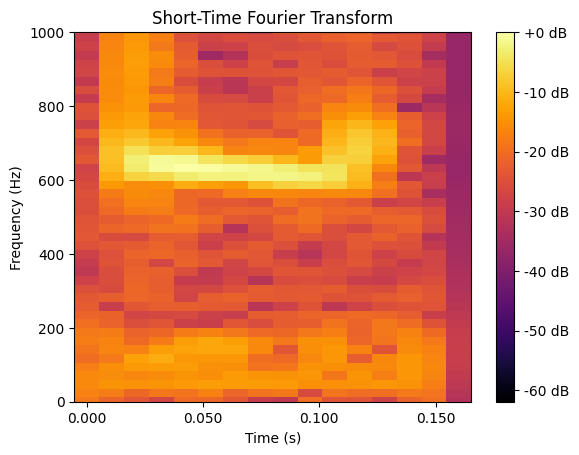 Short-Time Fourier Transform
Frequency (Hz)
1000
800
600
400
200
0
0.000
0.050
0.100
0.150
Time (s)
+0 dB
-10 dB
-20 dB
-30 dB
-40 dB
-50 dB
-60 dB